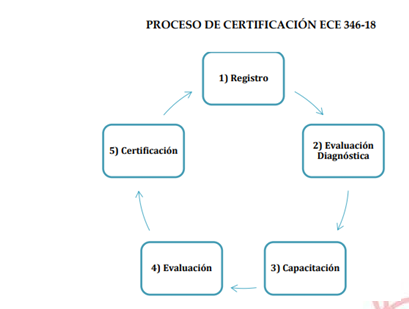 PROCESO DE CERTIFICACIÓN ECE 346-18
1) Registro
2) Evaluación
Diagnóstica
3) Capacitación
4) Evaluación
5) Certificación